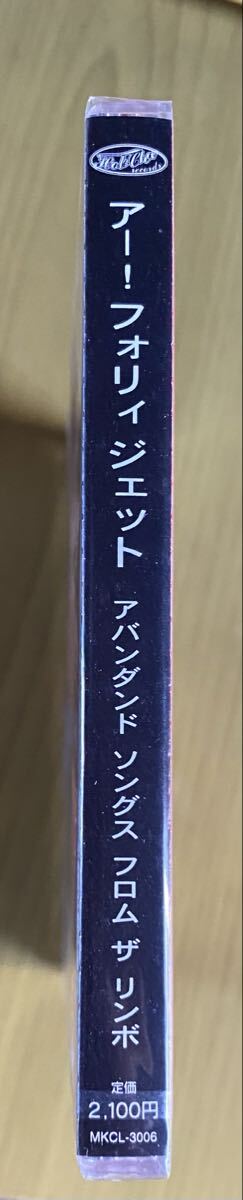 records
アー! フォリィ ジェット アバンダンド ソングス フロム ザ リンボ
定価
2,100円
MKCL-3006